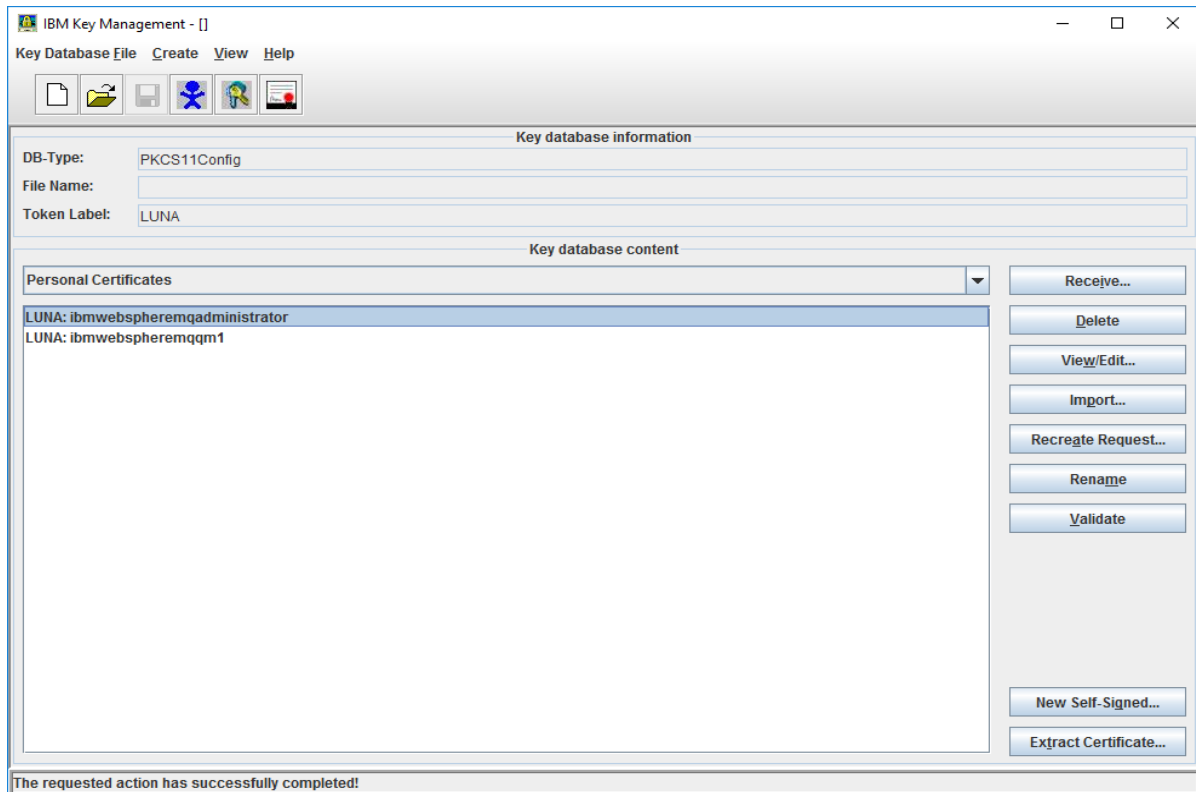 IBM Key Management - []
Key Database File Create View Help
Key database information
DB-Type: PKCS11Config
File Name:
Token Label: LUNA
Key database content
Personal Certificates
Receive...
LUNA: ibmwebspheremqadministrator
LUNA: ibmwebspheremqqm1
Delete
View/Edit...
Import...
Recreate Request...
Rename
Validate
New Self-Signed...
Extract Certificate...
The requested action has successfully completed!